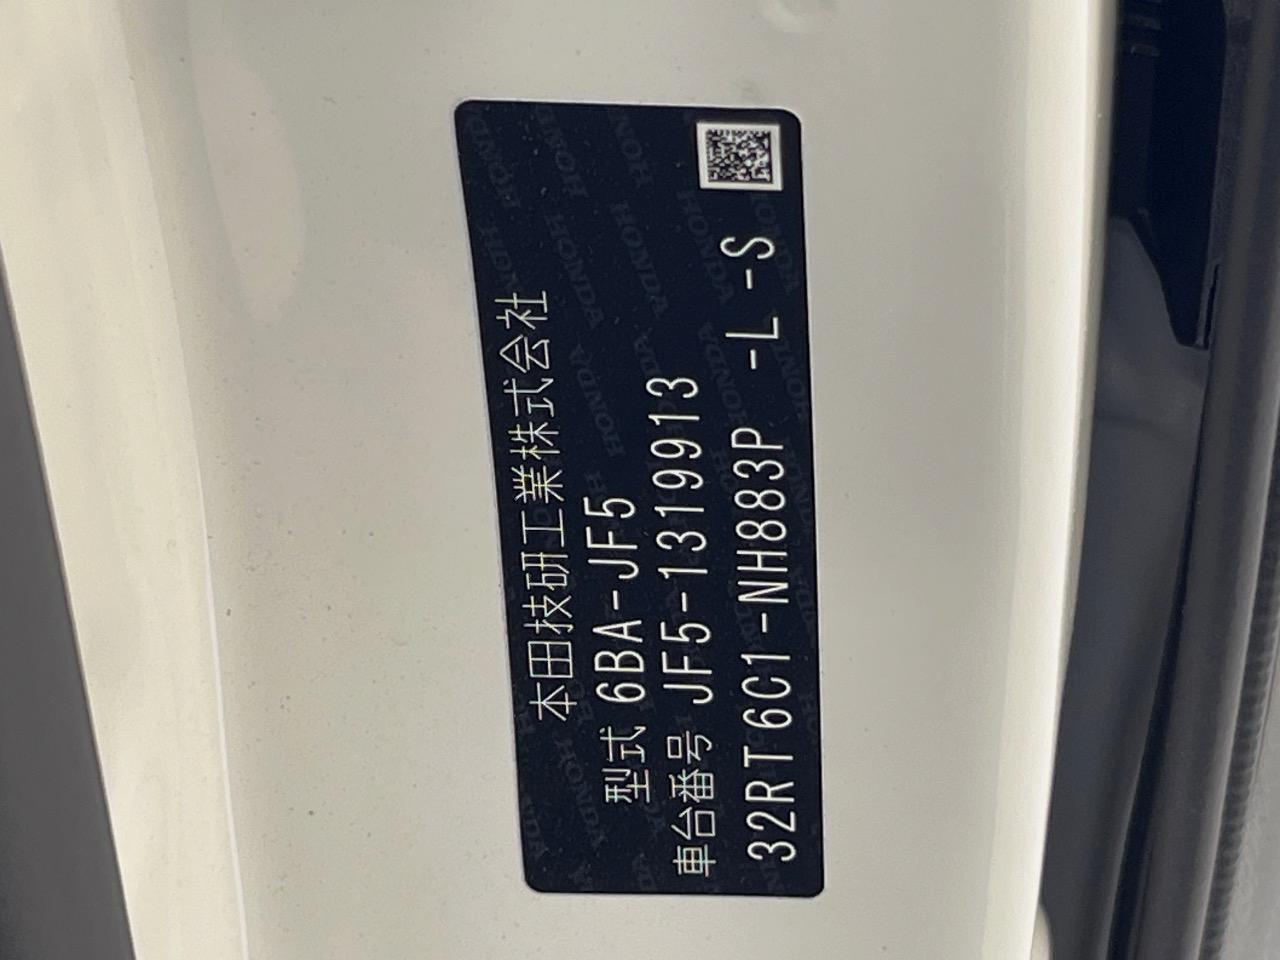 本田技研工業株式会社
型式 6BA-JF5
車台番号 JF5-1319913
32RT6C1-NH883P -L -S